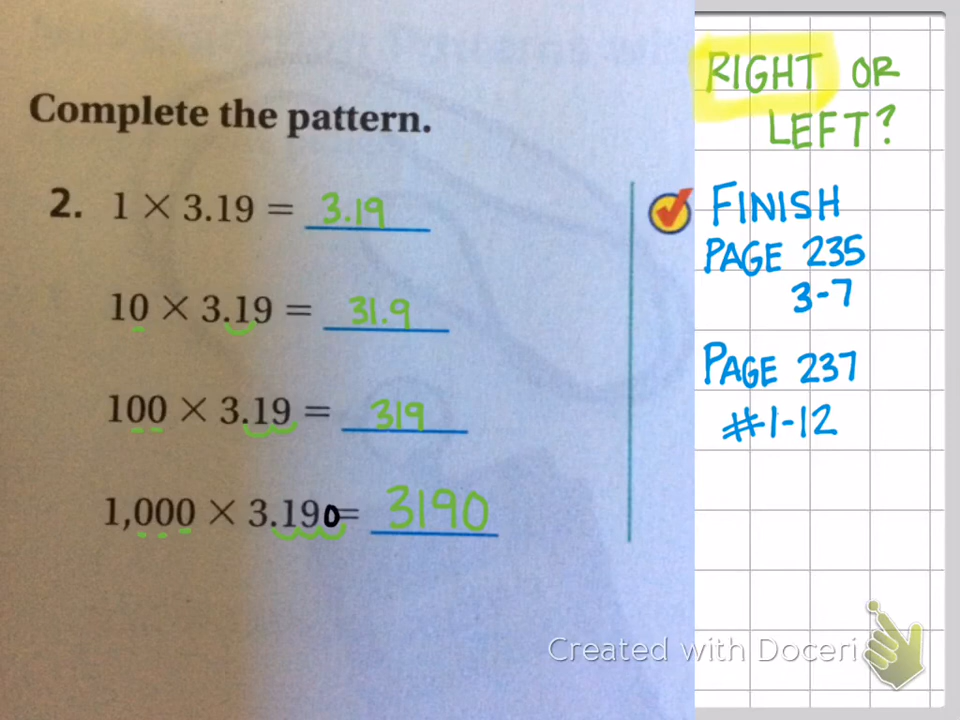 Complete the pattern.
2. 1 × 3.19 = 3.19
10 × 3.19 = 31.9
100 × 3.19 = 319
1,000 × 3.190= 3190
RIGHT OR
LEFT?
FINISH
PAGE 235
3-7
PAGE 237
#1-12
Created with Doceri